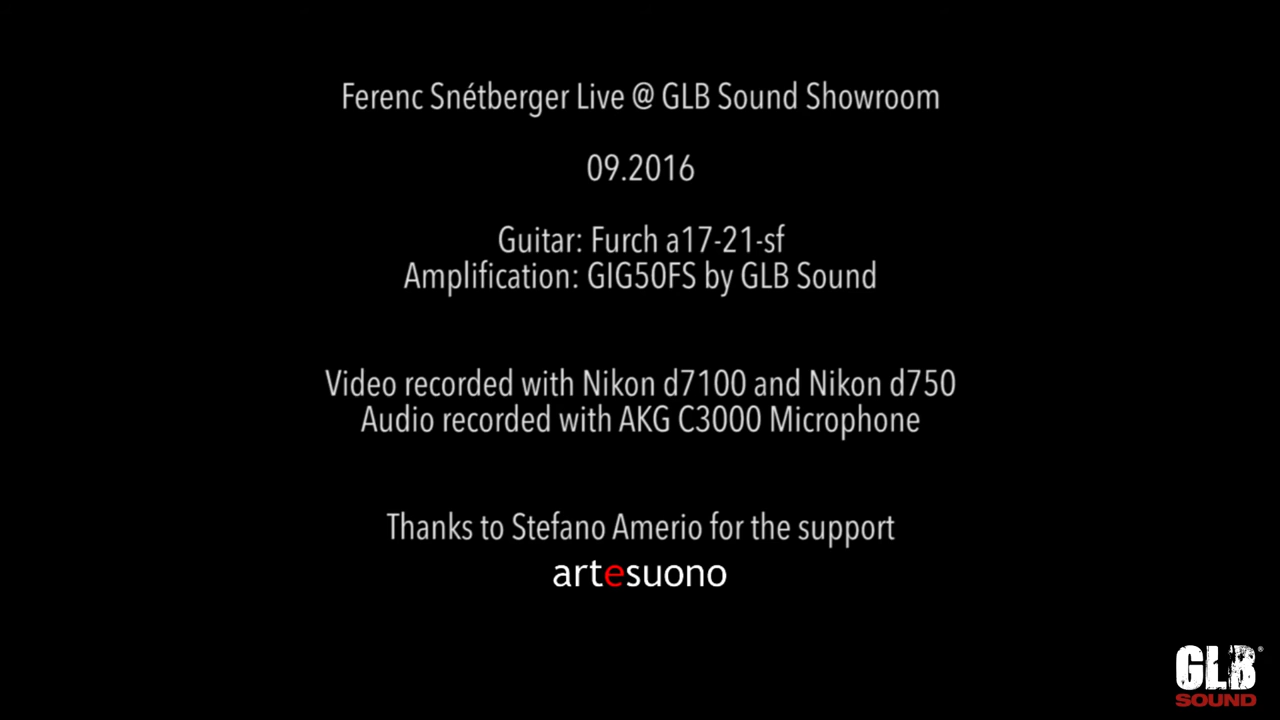 Ferenc Snétberger Live @ GLB Sound Showroom
09.2016
Guitar: Furch a17-21-sf
Amplification: GIG50FS by GLB Sound
Video recorded with Nikon d7100 and Nikon d750
Audio recorded with AKG C3000 Microphone
Thanks to Stefano Amerio for the support
artesuono
GLB®
SOUND